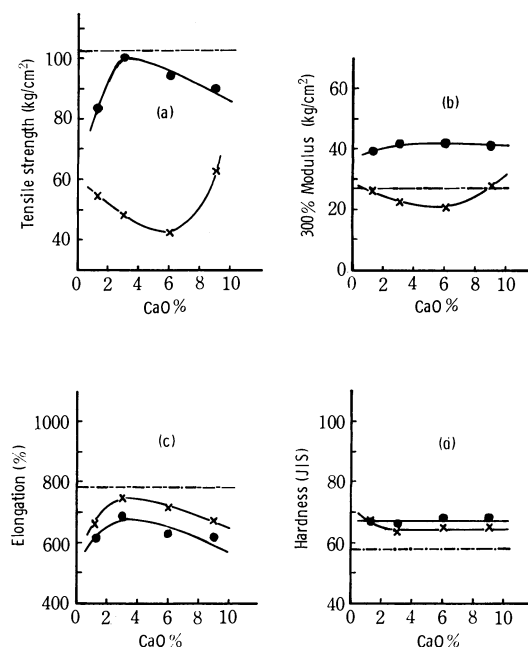 Tensile strength (kg/cm²)
100
80
60
40
0
(a)
0 2 4 6 8 10
CaO %
300% Modulus (kg/cm²)
60
40
20
0
(b)
0 2 4 6 8 10
CaO %
Elongation (%)
1000
800
600
400
(c)
0 2 4 6 8 10
CaO %
Hardness (JIS)
100
80
60
40
(d)
0 2 4 6 8 10
CaO %